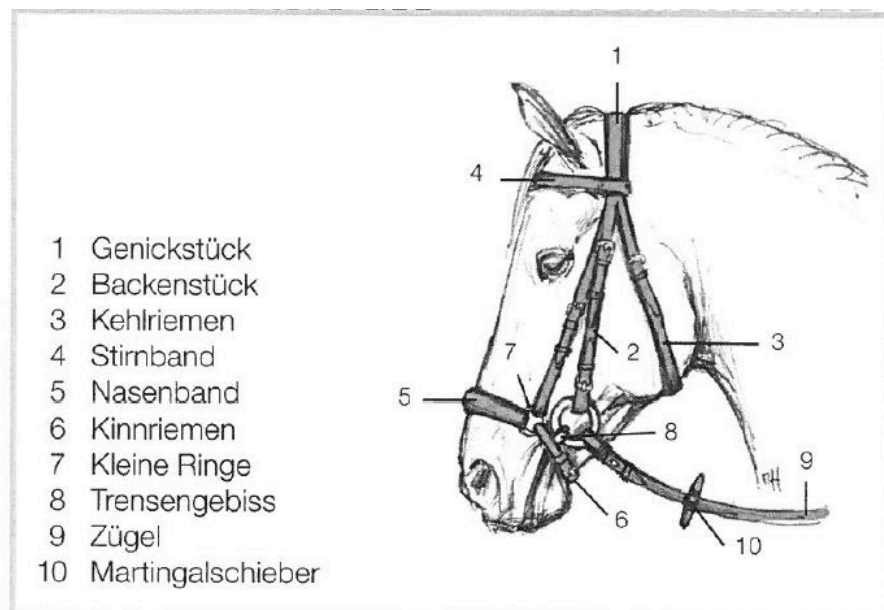 1 Genickstück
2 Backenstück
3 Kehlriemen
4 Stirnband
5 Nasenband
6 Kinnriemen
7 Kleine Ringe
8 Trensengebiss
9 Zügel
10 Martingalschieber
1
4
7
2
3
5
8
9
6
10